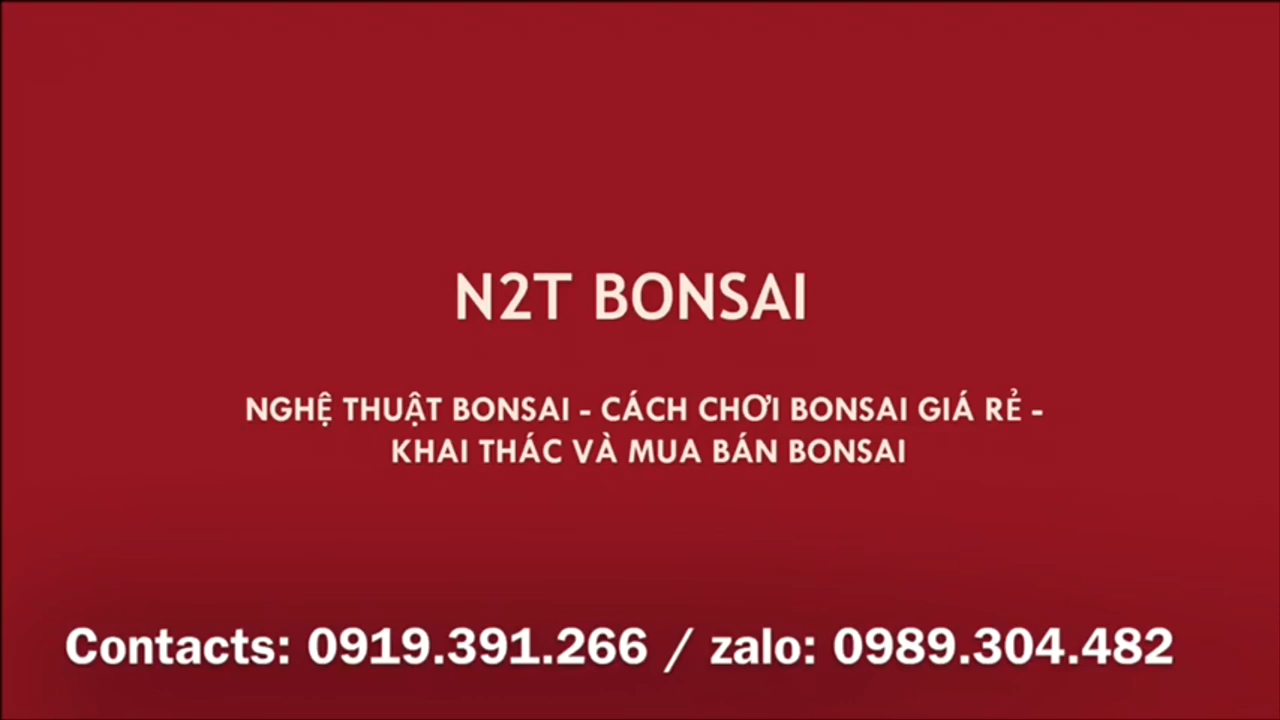 N2T BONSAI
NGHỆ THUẬT BONSAI - CÁCH CHƠI BONSAI GIÁ RẺ -
KHAI THÁC VÀ MUA BÁN BONSAI
Contacts: 0919.391.266 / zalo: 0989.304.482